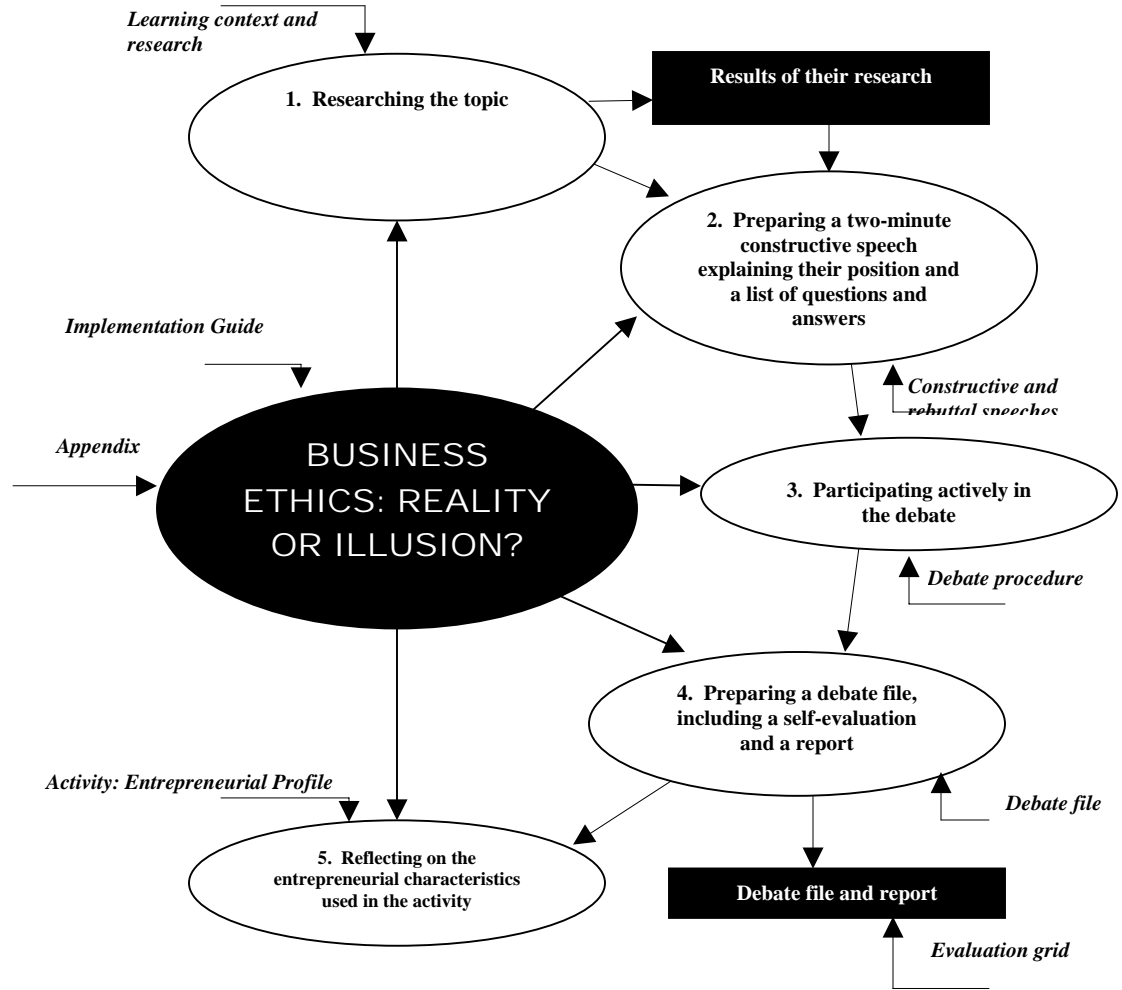 Learning context and
research
1. Researching the topic
Results of their research
2. Preparing a two-minute
constructive speech
explaining their position and
a list of questions and
answers
Implementation Guide
Constructive and
rebuttal speeches
Appendix
BUSINESS
ETHICS: REALITY
OR ILLUSION?
3. Participating actively in
the debate
Debate procedure
4. Preparing a debate file,
including a self-evaluation
and a report
Activity: Entrepreneurial Profile
Debate file
5. Reflecting on the
entrepreneurial characteristics
used in the activity
Debate file and report
Evaluation grid